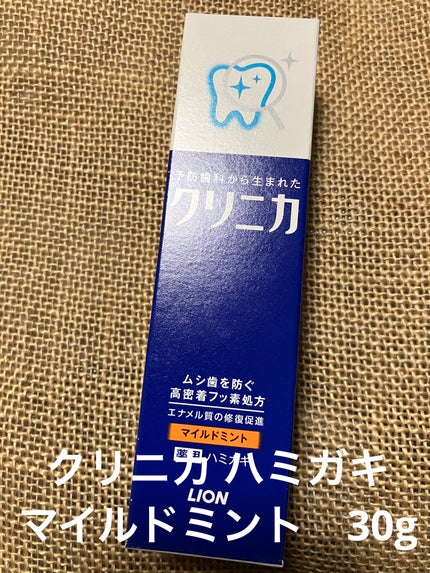 予防歯科から生まれた
クリニカ
ムシ歯を防ぐ
高密着フッ素処方
エナメル質の修復促進
マイルドミント
薬用ハミガキ
LION
クリニカ ハミガキ
マイルドミント 30g